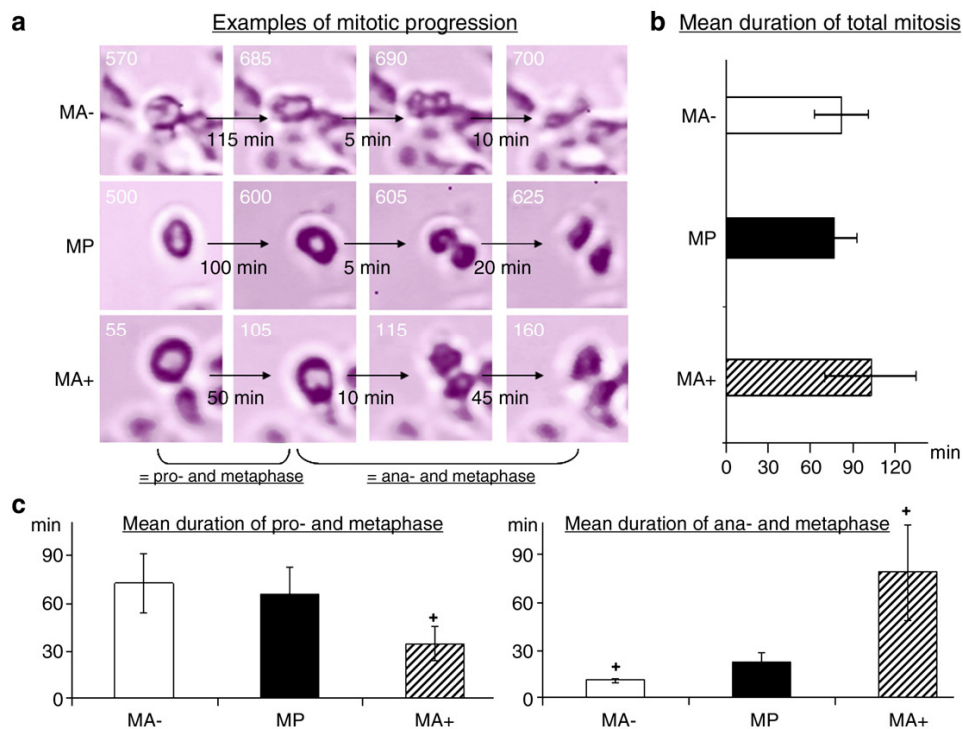 a
Examples of mitotic progression
570 685 690 700
MA-
115 min 5 min 10 min
500 600 605 625
MP
100 min 5 min 20 min
55 105 115 160
MA+
50 min 10 min 45 min
= pro- and metaphase = ana- and metaphase
b
Mean duration of total mitosis
MA-
MP
MA+
0 30 60 90 120 min
c
min
Mean duration of pro- and metaphase
90
60
30
0
+
MA- MP MA+
min
Mean duration of ana- and metaphase
90
60
30
0
+
+
MA- MP MA+